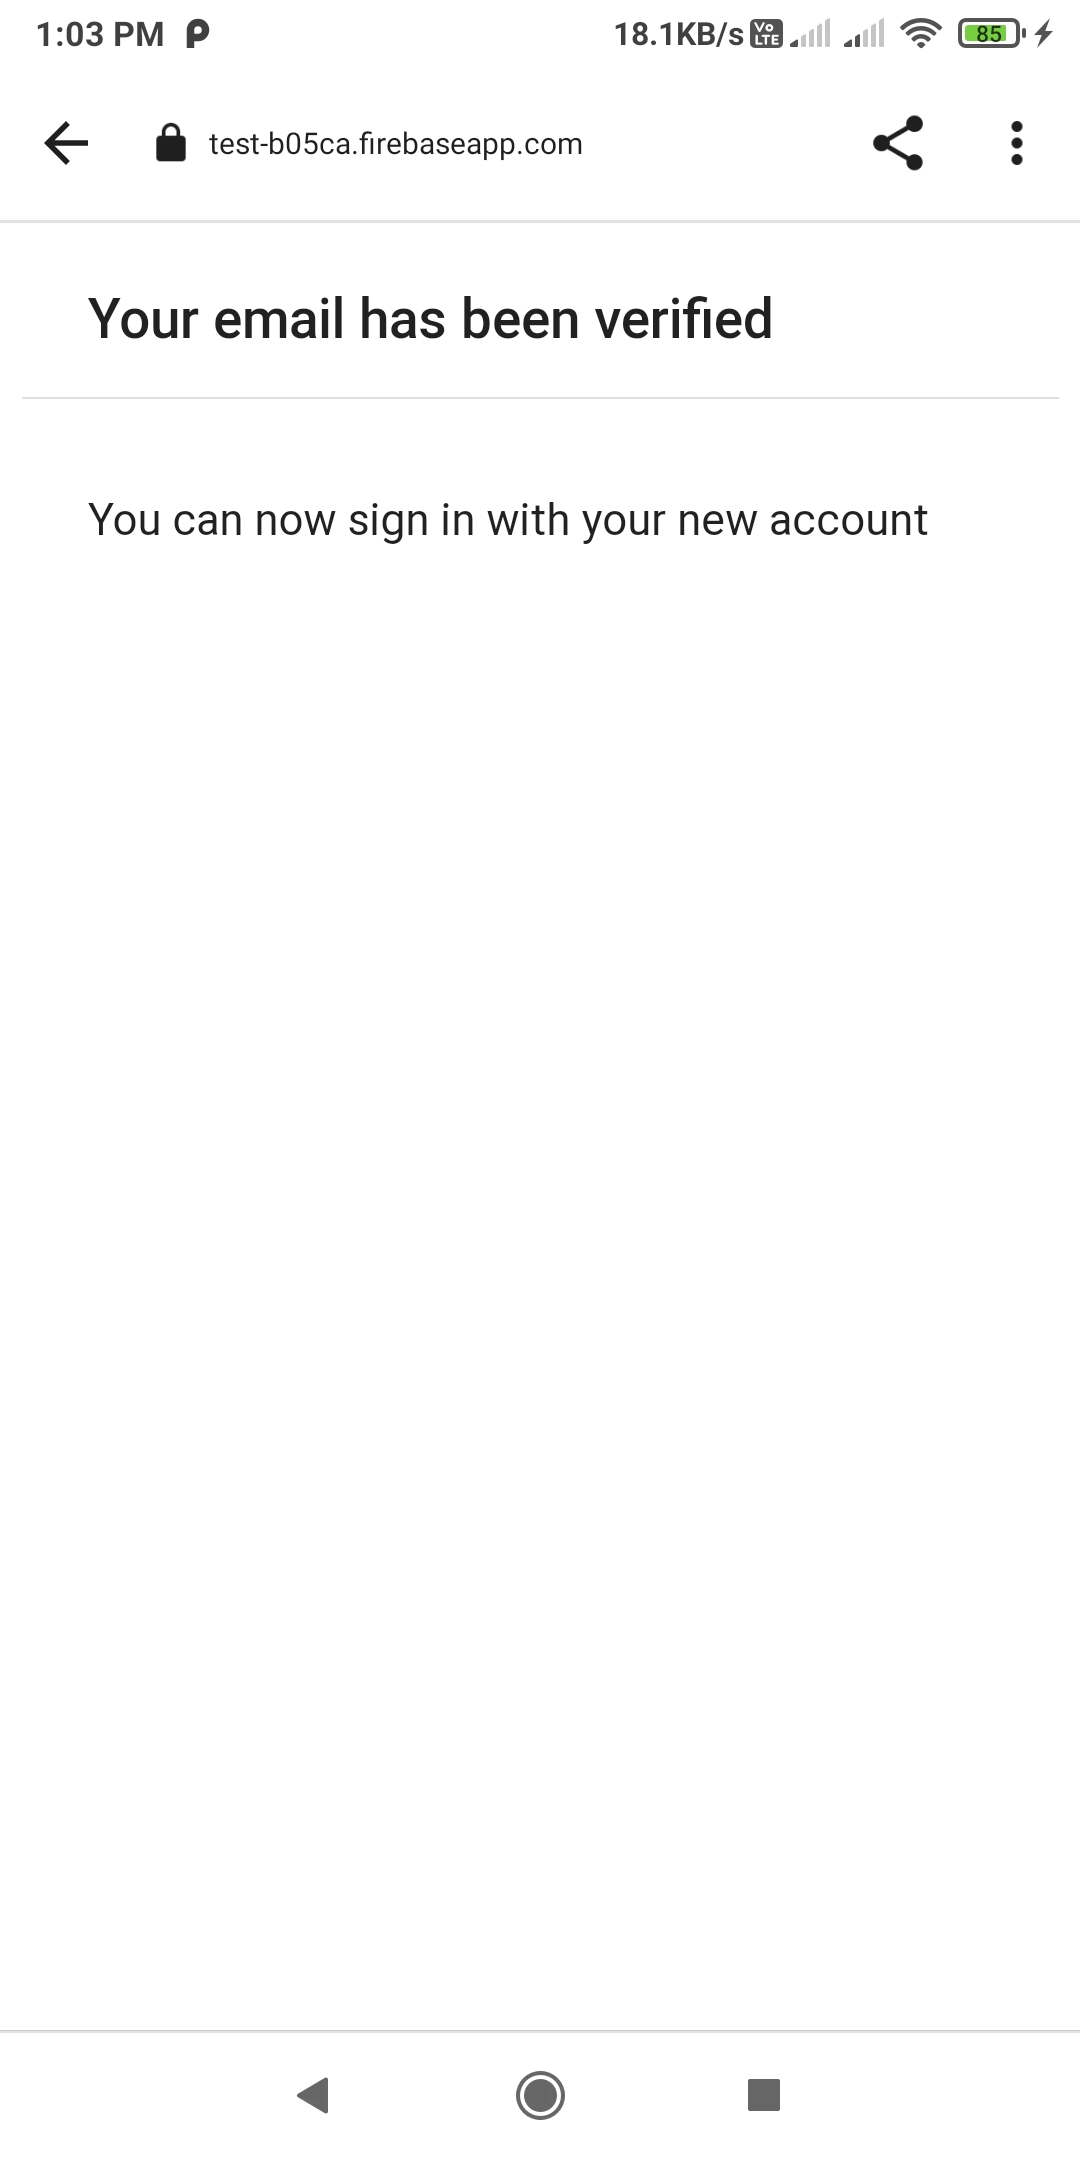 1:03 PM
18.1KB/s Vo LTE 85
test-b05ca.firebaseapp.com
Your email has been verified
You can now sign in with your new account